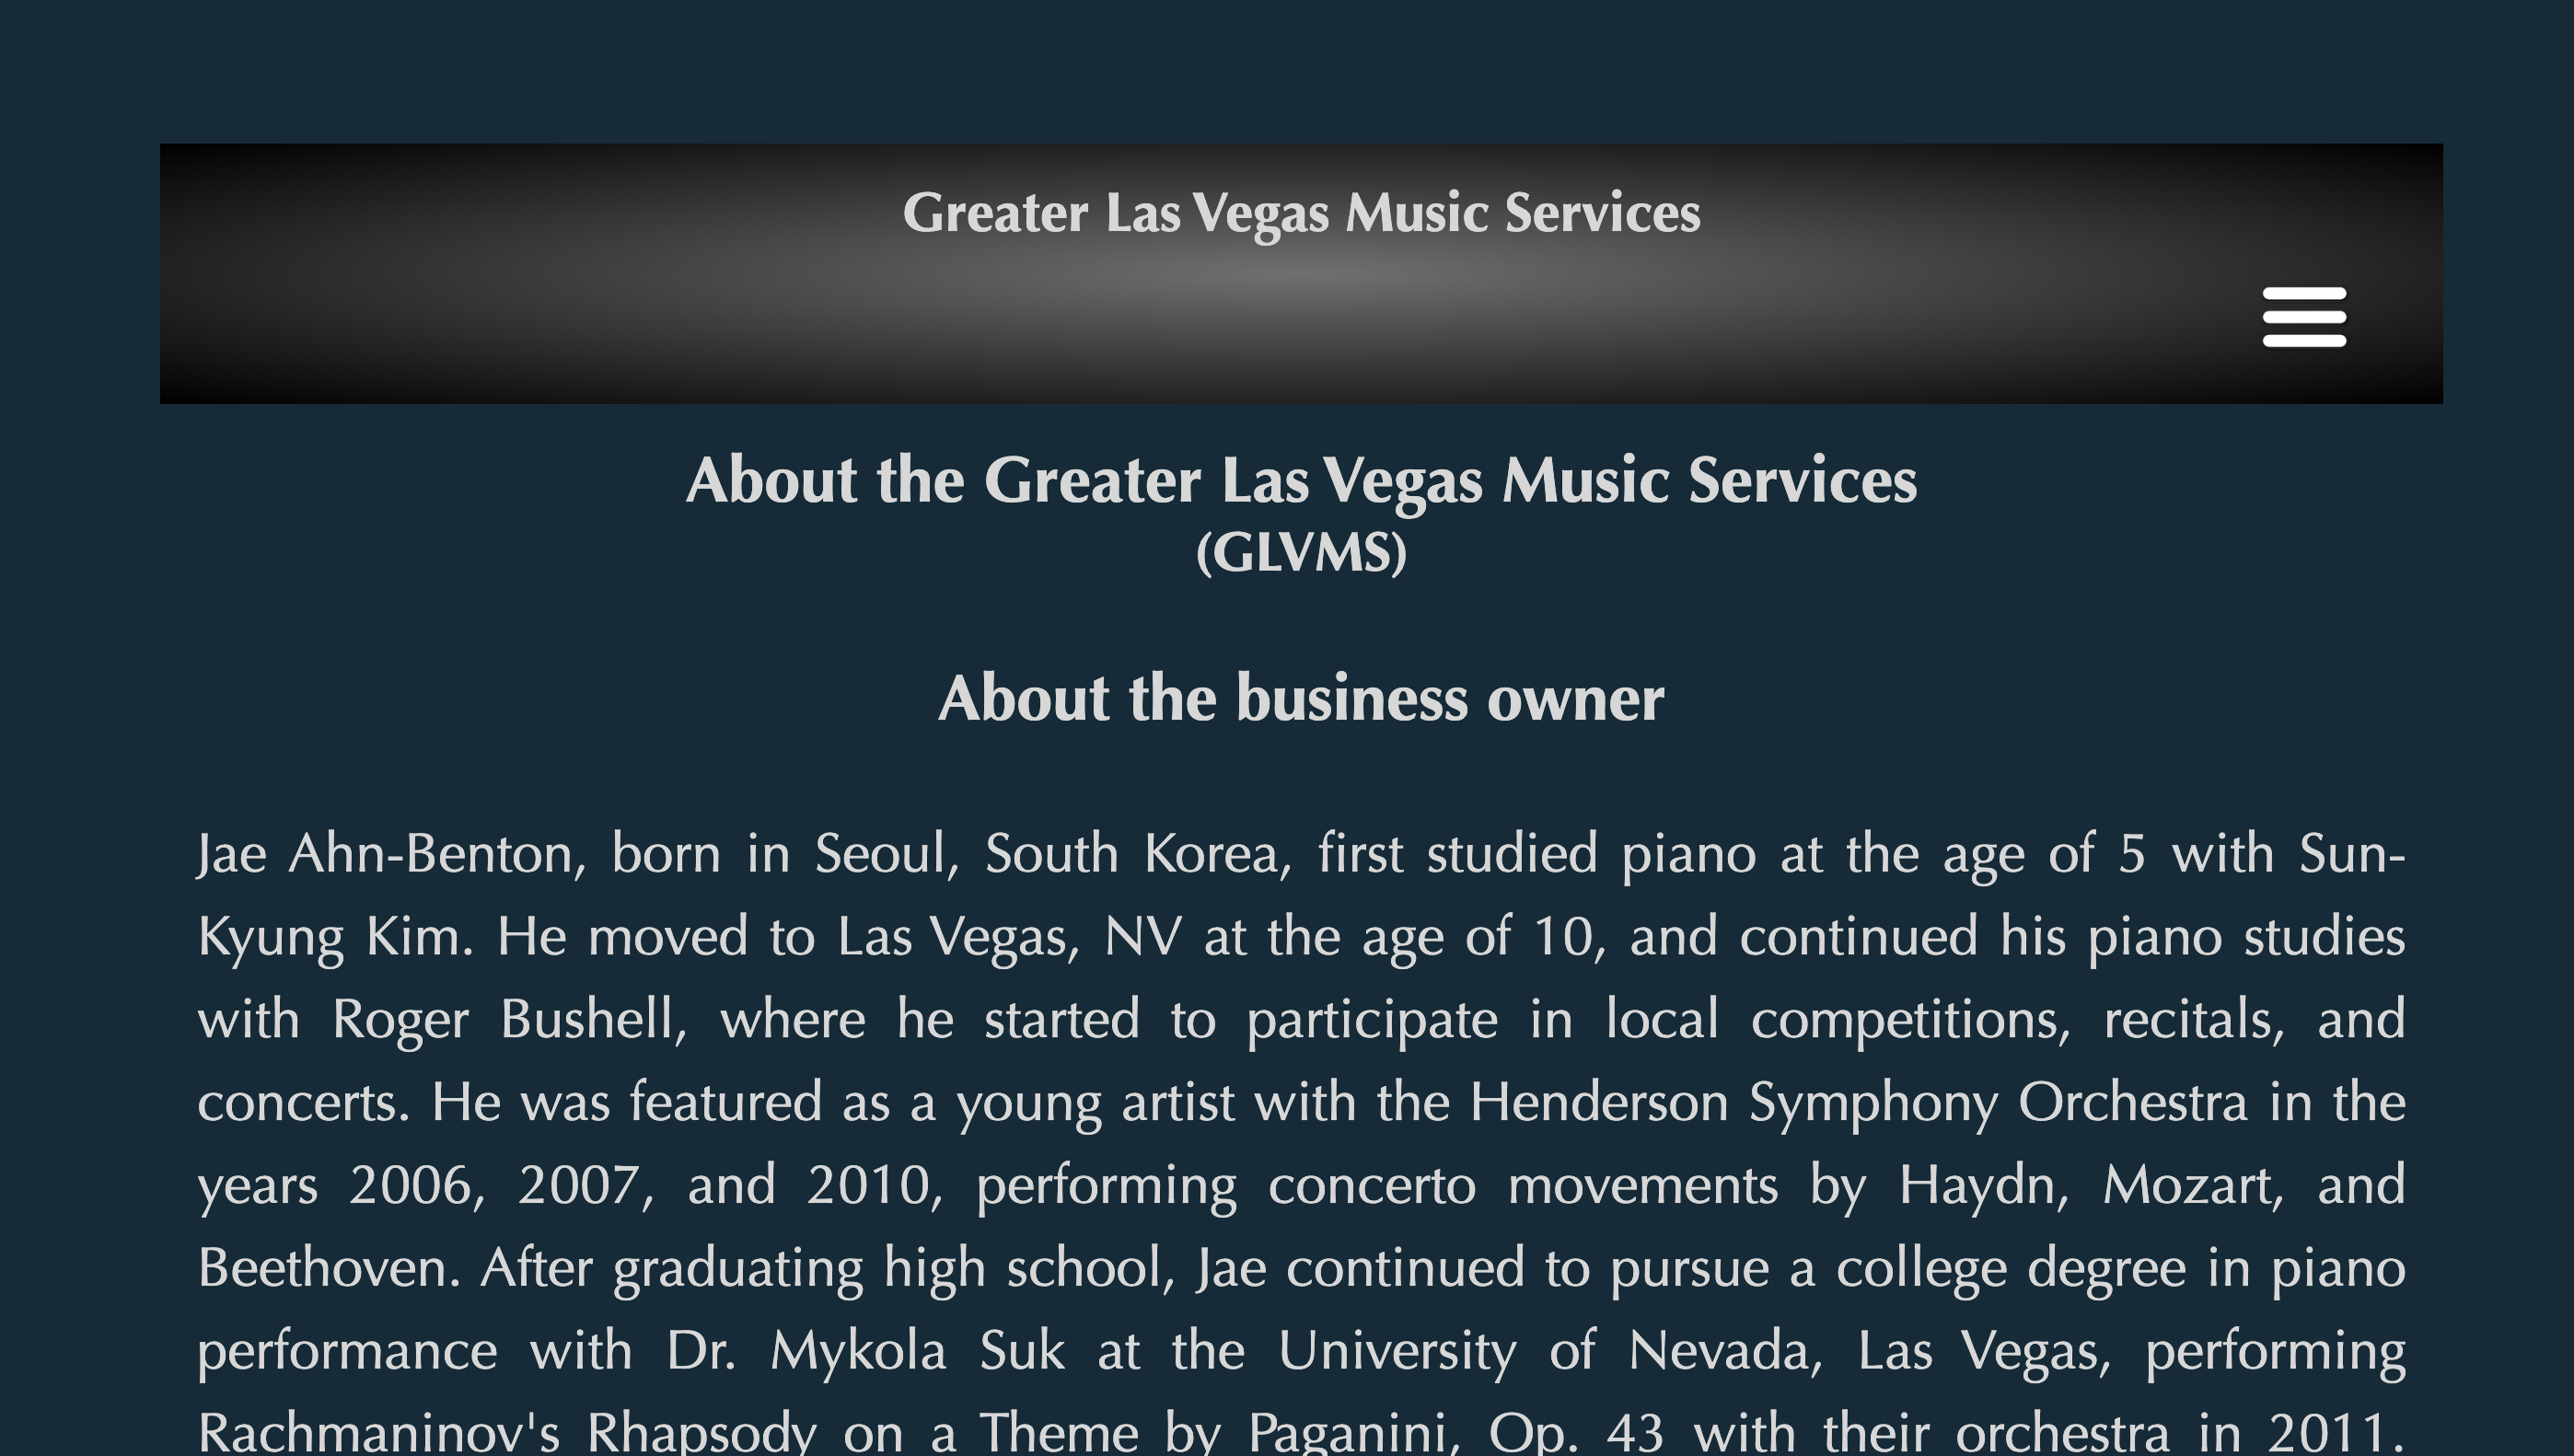 Greater Las Vegas Music Services
About the Greater Las Vegas Music Services
(GLVMS)
About the business owner
Jae Ahn-Benton, born in Seoul, South Korea, first studied piano at the age of 5 with Sun-
Kyung Kim. He moved to Las Vegas, NV at the age of 10, and continued his piano studies
with Roger Bushell, where he started to participate in local competitions, recitals, and
concerts. He was featured as a young artist with the Henderson Symphony Orchestra in the
years 2006, 2007, and 2010, performing concerto movements by Haydn, Mozart, and
Beethoven. After graduating high school, Jae continued to pursue a college degree in piano
performance with Dr. Mykola Suk at the University of Nevada, Las Vegas, performing
Rachmaninov's Rhapsody on a Theme by Paganini, Op. 43 with their orchestra in 2011.